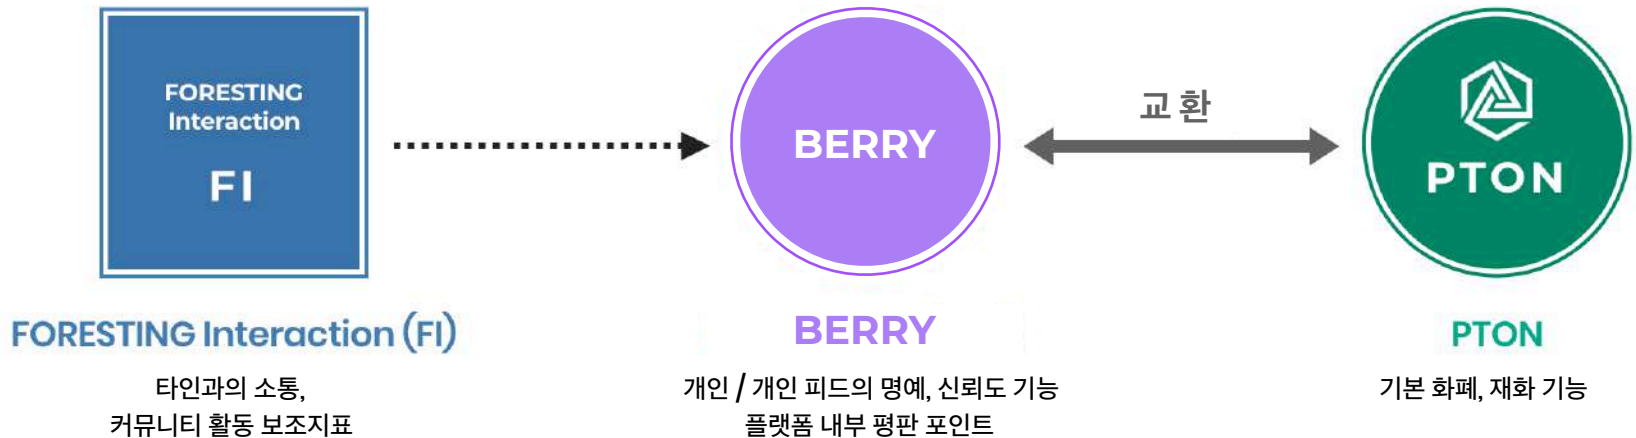 FORESTING
Interaction
FI
BERRY
교환
PTON
FORESTING Interaction (FI)
타인과의 소통,
커뮤니티 활동 보조지표
BERRY
개인 / 개인 피드의 명예, 신뢰도 기능
플랫폼 내부 평판 포인트
PTON
기본 화폐, 재화 기능